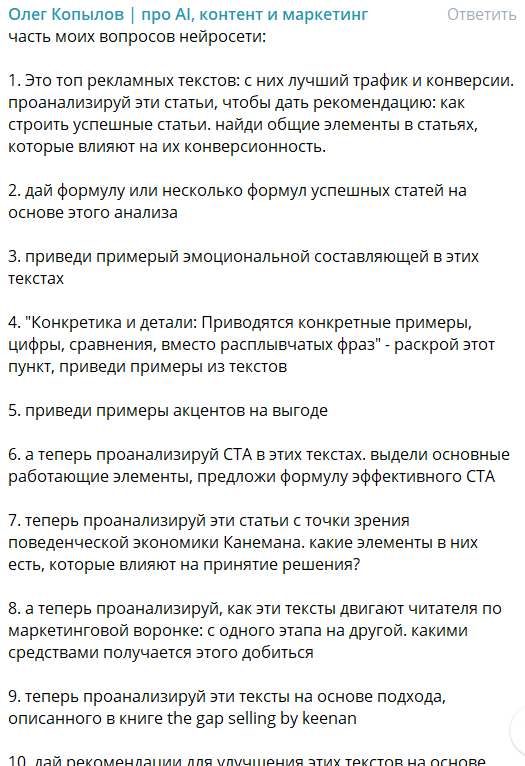 Олег Копылов | про AI, контент и маркетинг Ответить
часть моих вопросов нейросети:
1. Это топ рекламных текстов: с них лучший трафик и конверсии.
проанализируй эти статьи, чтобы дать рекомендацию: как
строить успешные статьи. найди общие элементы в статьях,
которые влияют на их конверсионность.
2. дай формулу или несколько формул успешных статей на
основе этого анализа
3. приведи примерый эмоциональной составляющей в этих
текстах
4. "Конкретика и детали: Приводятся конкретные примеры,
цифры, сравнения, вместо расплывчатых фраз" - раскрой этот
пункт, приведи примеры из текстов
5. приведи примеры акцентов на выгоде
6. а теперь проанализируй CTA в этих текстах. выдели основные
работающие элементы, предложи формулу эффективного CTA
7. теперь проанализируй эти статьи с точки зрения
поведенческой экономики Канемана. какие элементы в них
есть, которые влияют на принятие решения?
8. а теперь проанализируй, как эти тексты двигают читателя по
маркетинговой воронке: с одного этапа на другой. какими
средствами получается этого добиться
9. теперь проанализируй эти тексты на основе подхода,
описанного в книге the gap selling by keenan
10. дай рекомендации для улучшения этих текстов на основе